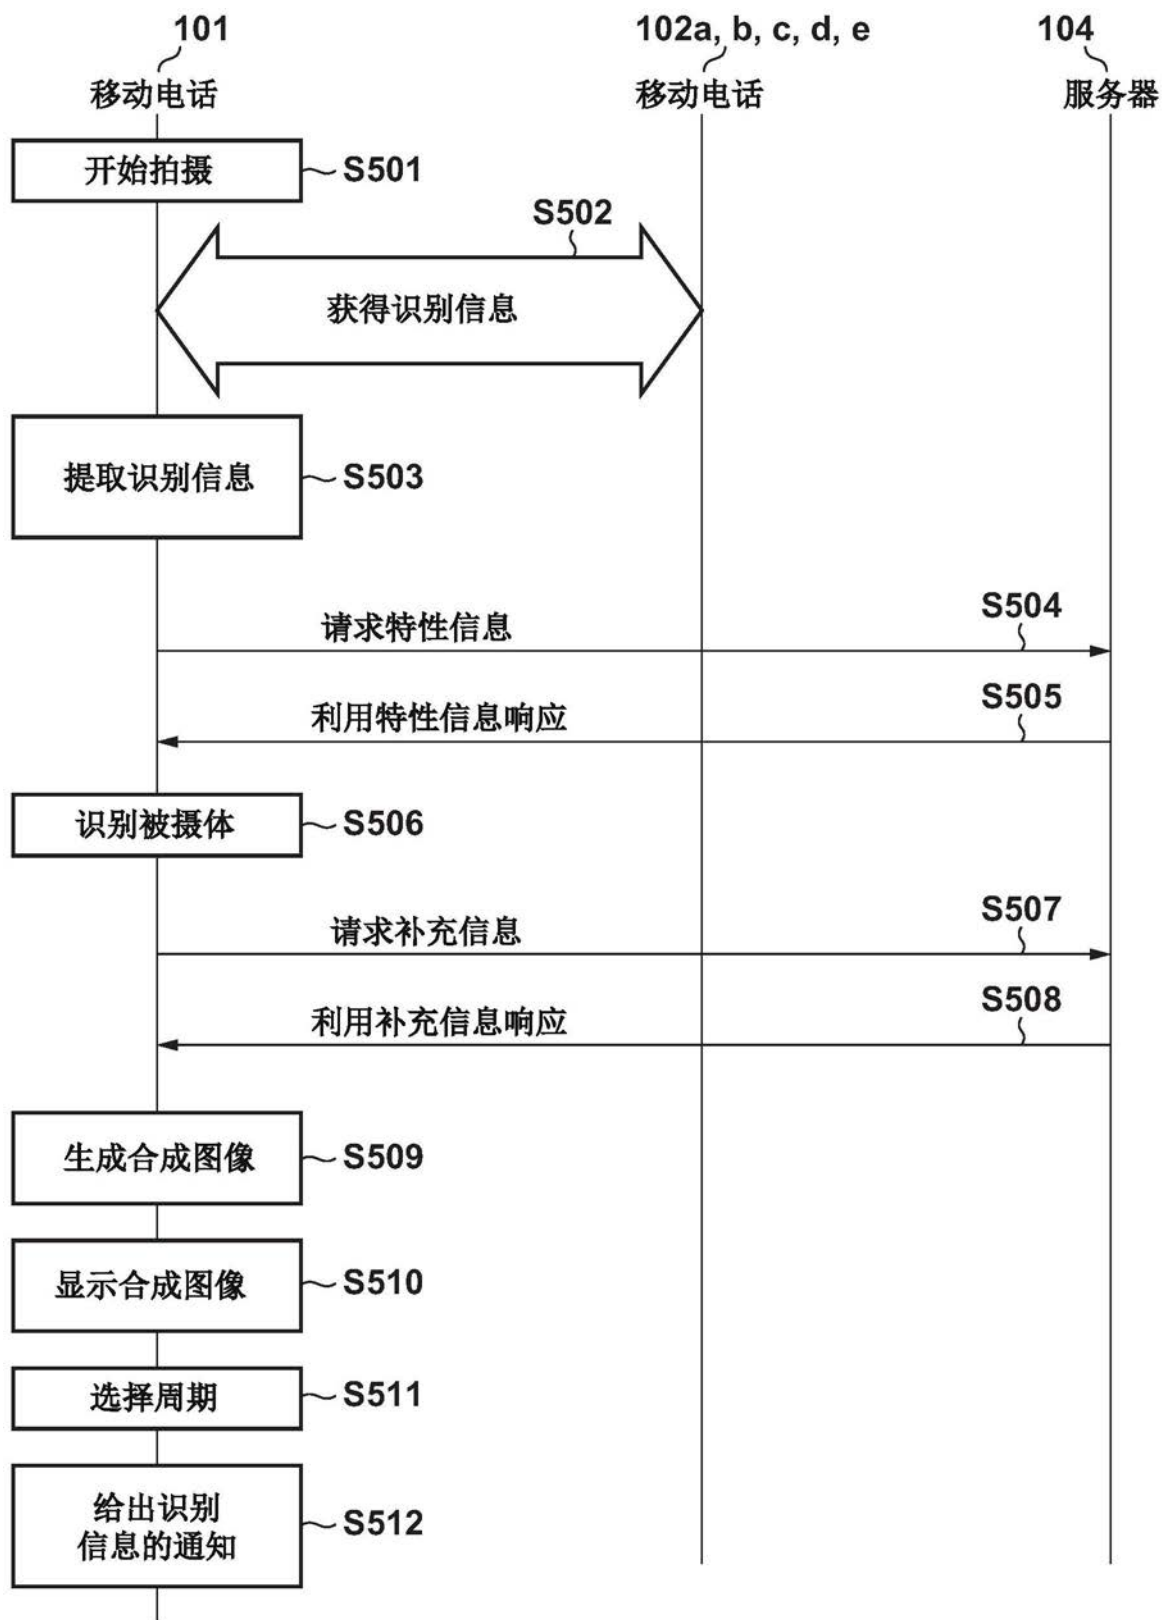 101
102a, b, c, d, e
104
移动电话
移动电话
服务器
开始拍摄
S501
S502
获得识别信息
提取识别信息
S503
请求特性信息
S504
利用特性信息响应
S505
识别被摄体
S506
请求补充信息
S507
利用补充信息响应
S508
生成合成图像
S509
显示合成图像
S510
选择周期
S511
给出识别
信息的通知
S512